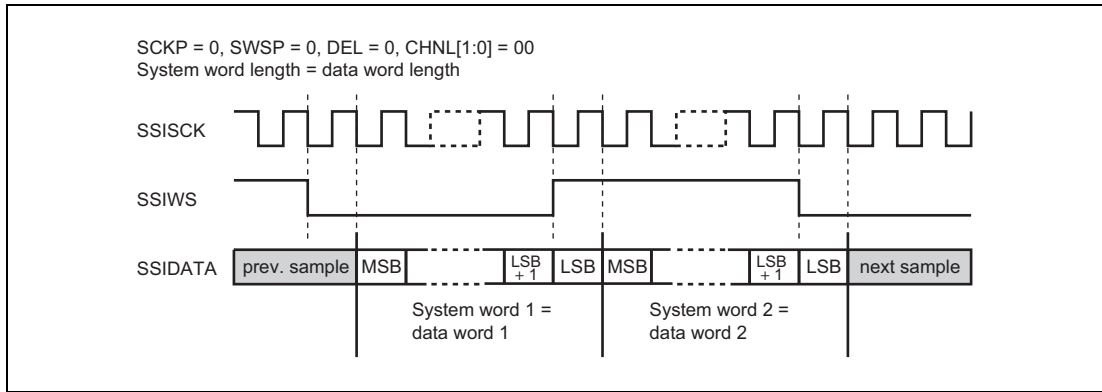 SCKP = 0, SWSP = 0, DEL = 0, CHNL[1:0] = 00
System word length = data word length
SSISCK
SSIWS
SSIDATA
prev. sample
MSB
LSB
+ 1
LSB
MSB
LSB
+ 1
LSB
next sample
System word 1 =
data word 1
System word 2 =
data word 2